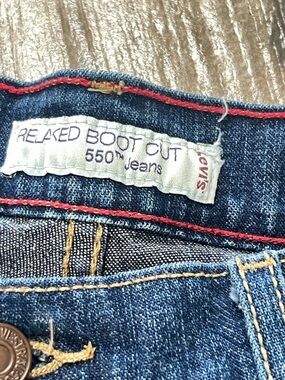 RELAXED BOOT CUT
550™ Jeans
LEVI'S